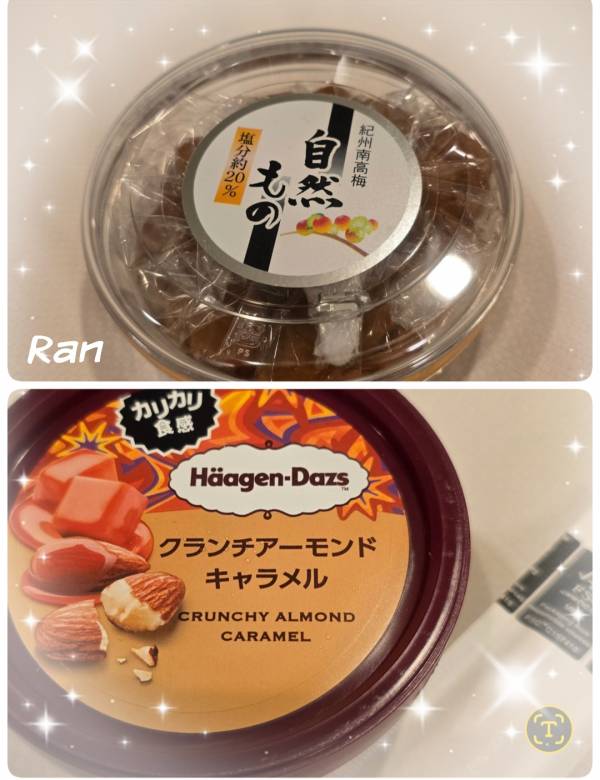 紀州南高梅
自然
もの
塩分約20%
PS
Ran
カリカリ
食感
Häagen-Dazs
TM
クランチアーモンド
キャラメル
CRUNCHY ALMOND
CARAMEL
T